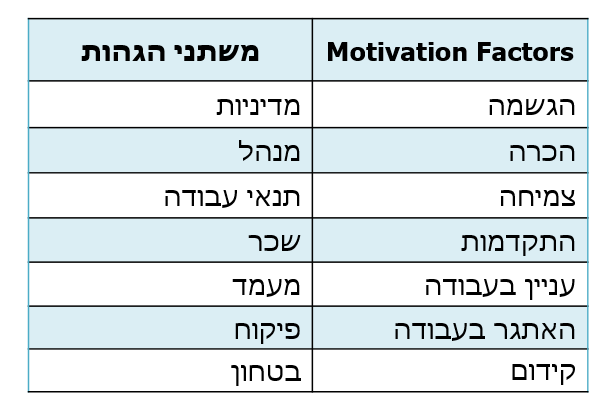 Motivation Factors משתני הגהות
הגשמה מדיניות
הכרה מנהל
צמיחה תנאי עבודה
התקדמות שכר
עניין בעבודה מעמד
האתגר בעבודה פיקוח
קידום בטחון